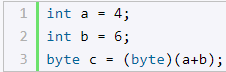 1 int a = 4;
2 int b = 6;
3 byte c = (byte)(a+b);